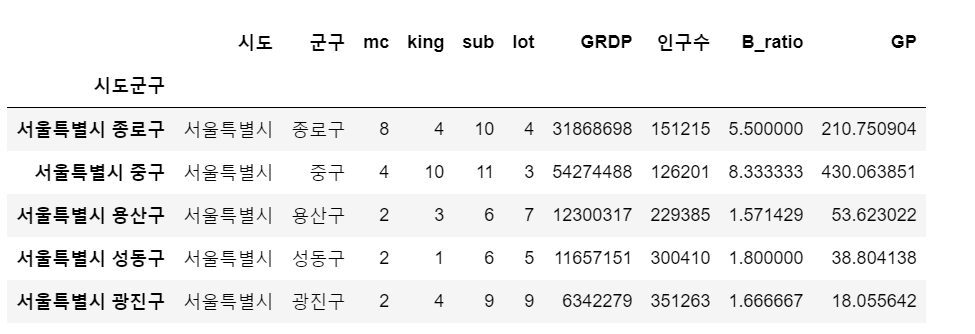 시도 군구 mc king sub lot GRDP 인구수 B_ratio GP
시도군구
서울특별시 종로구 서울특별시 종로구 8 4 10 4 31868698 151215 5.500000 210.750904
서울특별시 중구 서울특별시 중구 4 10 11 3 54274488 126201 8.333333 430.063851
서울특별시 용산구 서울특별시 용산구 2 3 6 7 12300317 229385 1.571429 53.623022
서울특별시 성동구 서울특별시 성동구 2 1 6 5 11657151 300410 1.800000 38.804138
서울특별시 광진구 서울특별시 광진구 2 4 9 9 6342279 351263 1.666667 18.055642